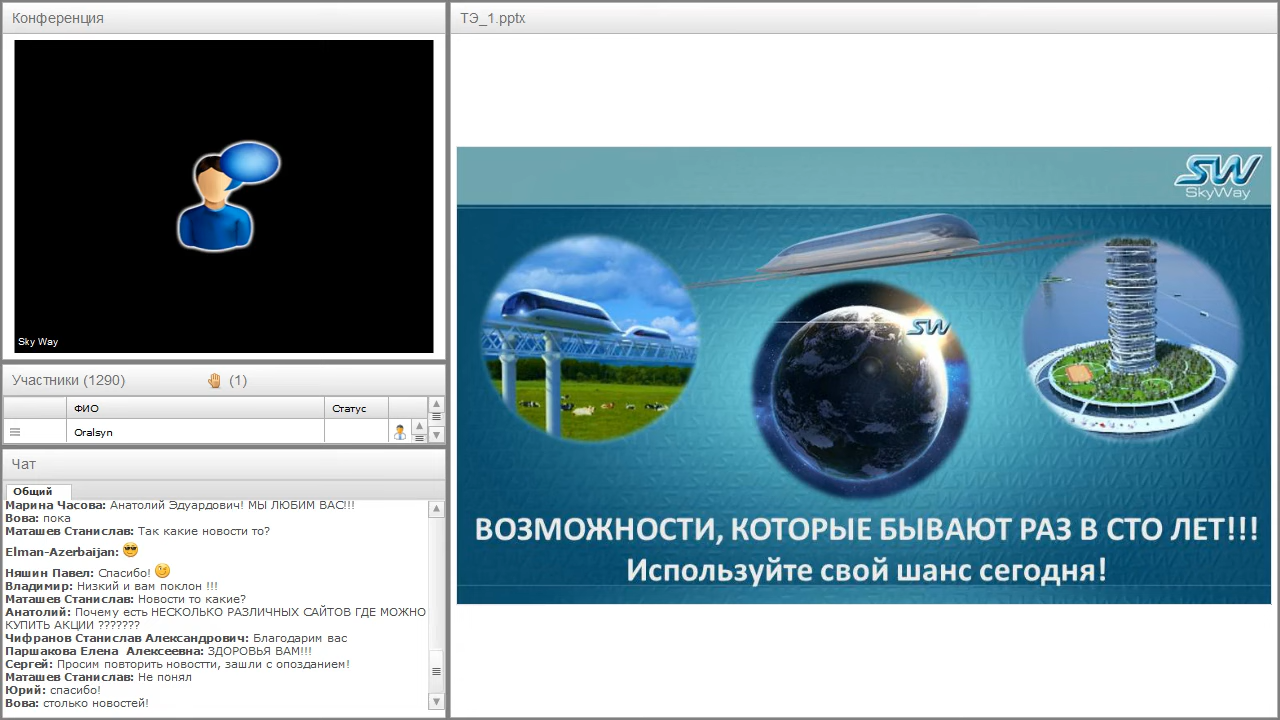 Конференция
Sky Way
Участники (1290)
(1)
ФИО
Статус
Oralsyn
Чат
Общий
Марина Часова: Анатолий Эдуардович! МЫ ЛЮБИМ ВАС!!!
Вова: пока
Маташев Станислав: Так какие новости то?
Elman-Azerbaijan:
Няшин Павел: Спасибо!
Владимир: Низкий и вам поклон !!!
Маташев Станислав: Новости то какие?
Анатолий: Почему есть НЕСКОЛЬКО РАЗЛИЧНЫХ САЙТОВ ГДЕ МОЖНО
КУПИТЬ АКЦИИ ???????
Чифранов Станислав Александрович: Благодарим вас
Паршакова Елена  Алексеевна: ЗДОРОВЬЯ ВАМ!!!
Сергей: Просим повторить новостти, зашли с опозданием!
Маташев Станислав: Не понял
Юрий: спасибо!
Вова: столько новостей!
ТЭ_1.pptx
SW
SkyWay
SW
ВОЗМОЖНОСТИ, КОТОРЫЕ БЫВАЮТ РАЗ В СТО ЛЕТ!!!
Используйте свой шанс сегодня!